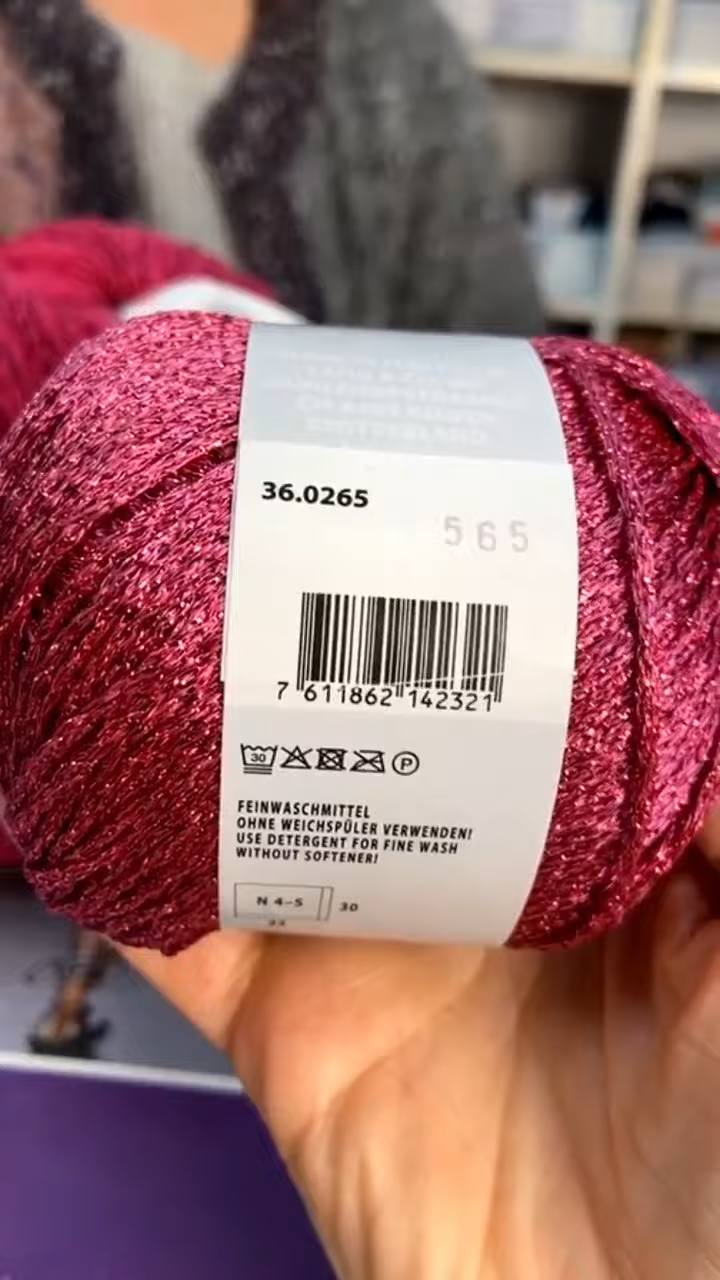 36.0265
565
7 611862 142321
30
P
FEINWASCHMITTEL
OHNE WEICHSPÜLER VERWENDEN!
USE DETERGENT FOR FINE WASH
WITHOUT SOFTENER!
N 4-5
30